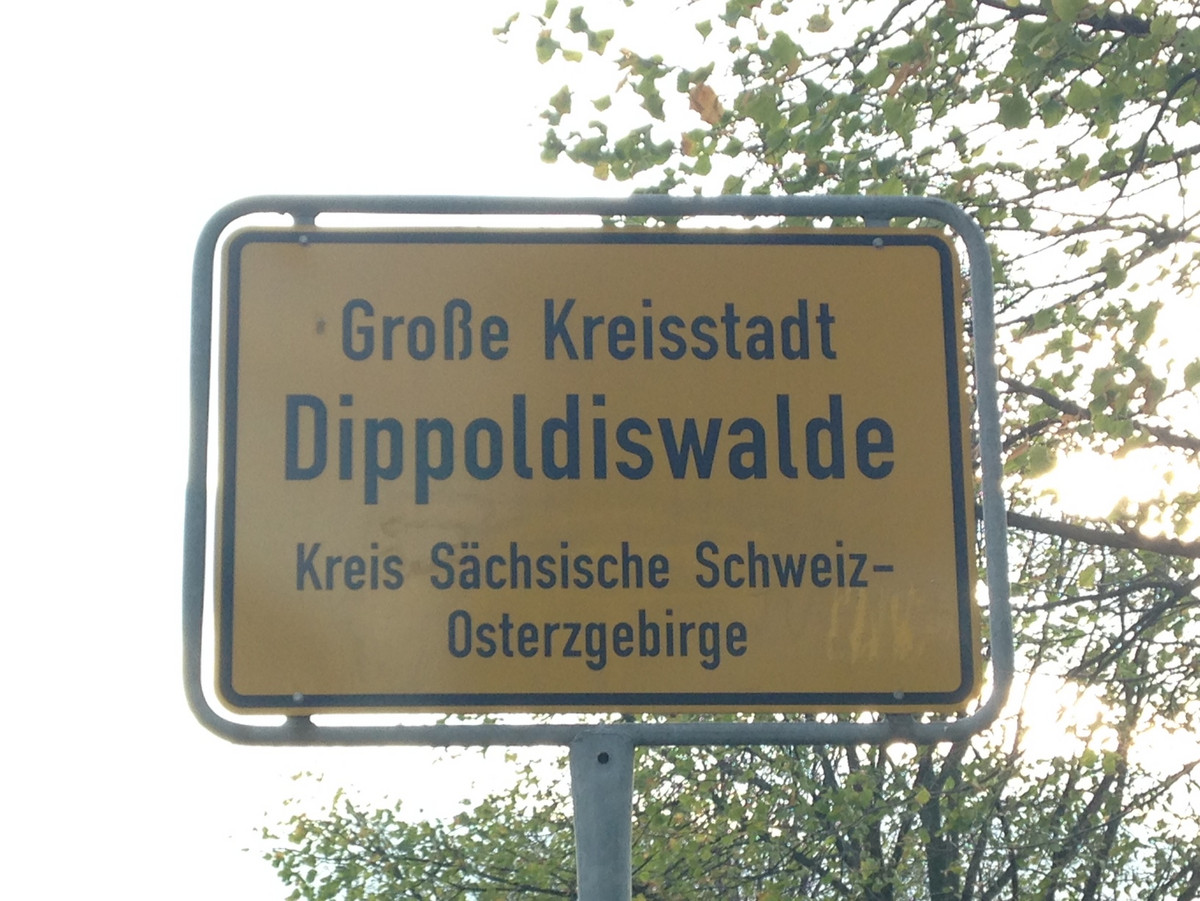 Große Kreisstadt
Dippoldiswalde
Kreis Sächsische Schweiz-
Osterzgebirge